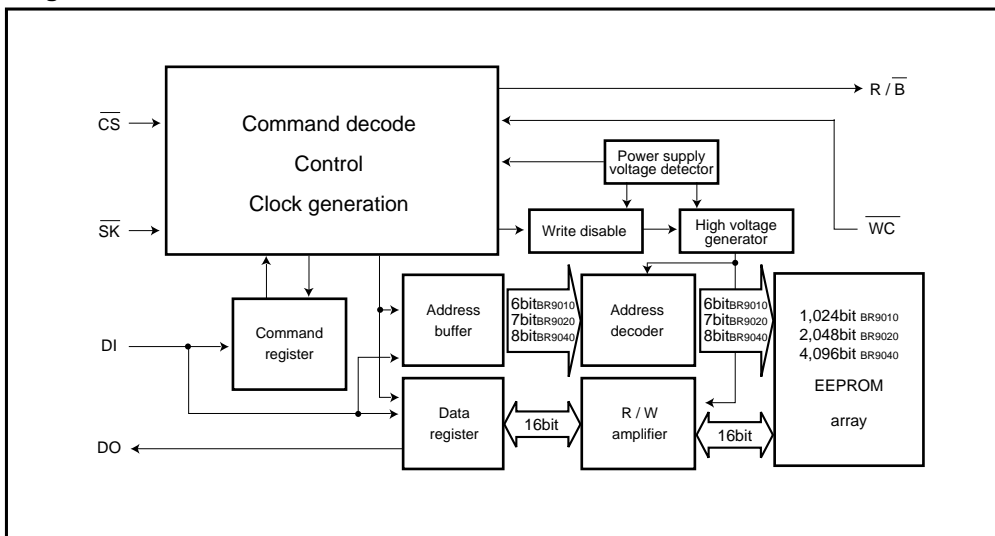 R / B
CS
Command decode
Control
Clock generation
Power supply
voltage detector
SK
Write disable
High voltage
generator
WC
Address
buffer
6bitBR9010
7bitBR9020
8bitBR9040
Address
decoder
6bitBR9010
7bitBR9020
8bitBR9040
1,024bit BR9010
2,048bit BR9020
4,096bit BR9040
EEPROM
array
DI
Command
register
Data
register
16bit
R / W
amplifier
16bit
DO